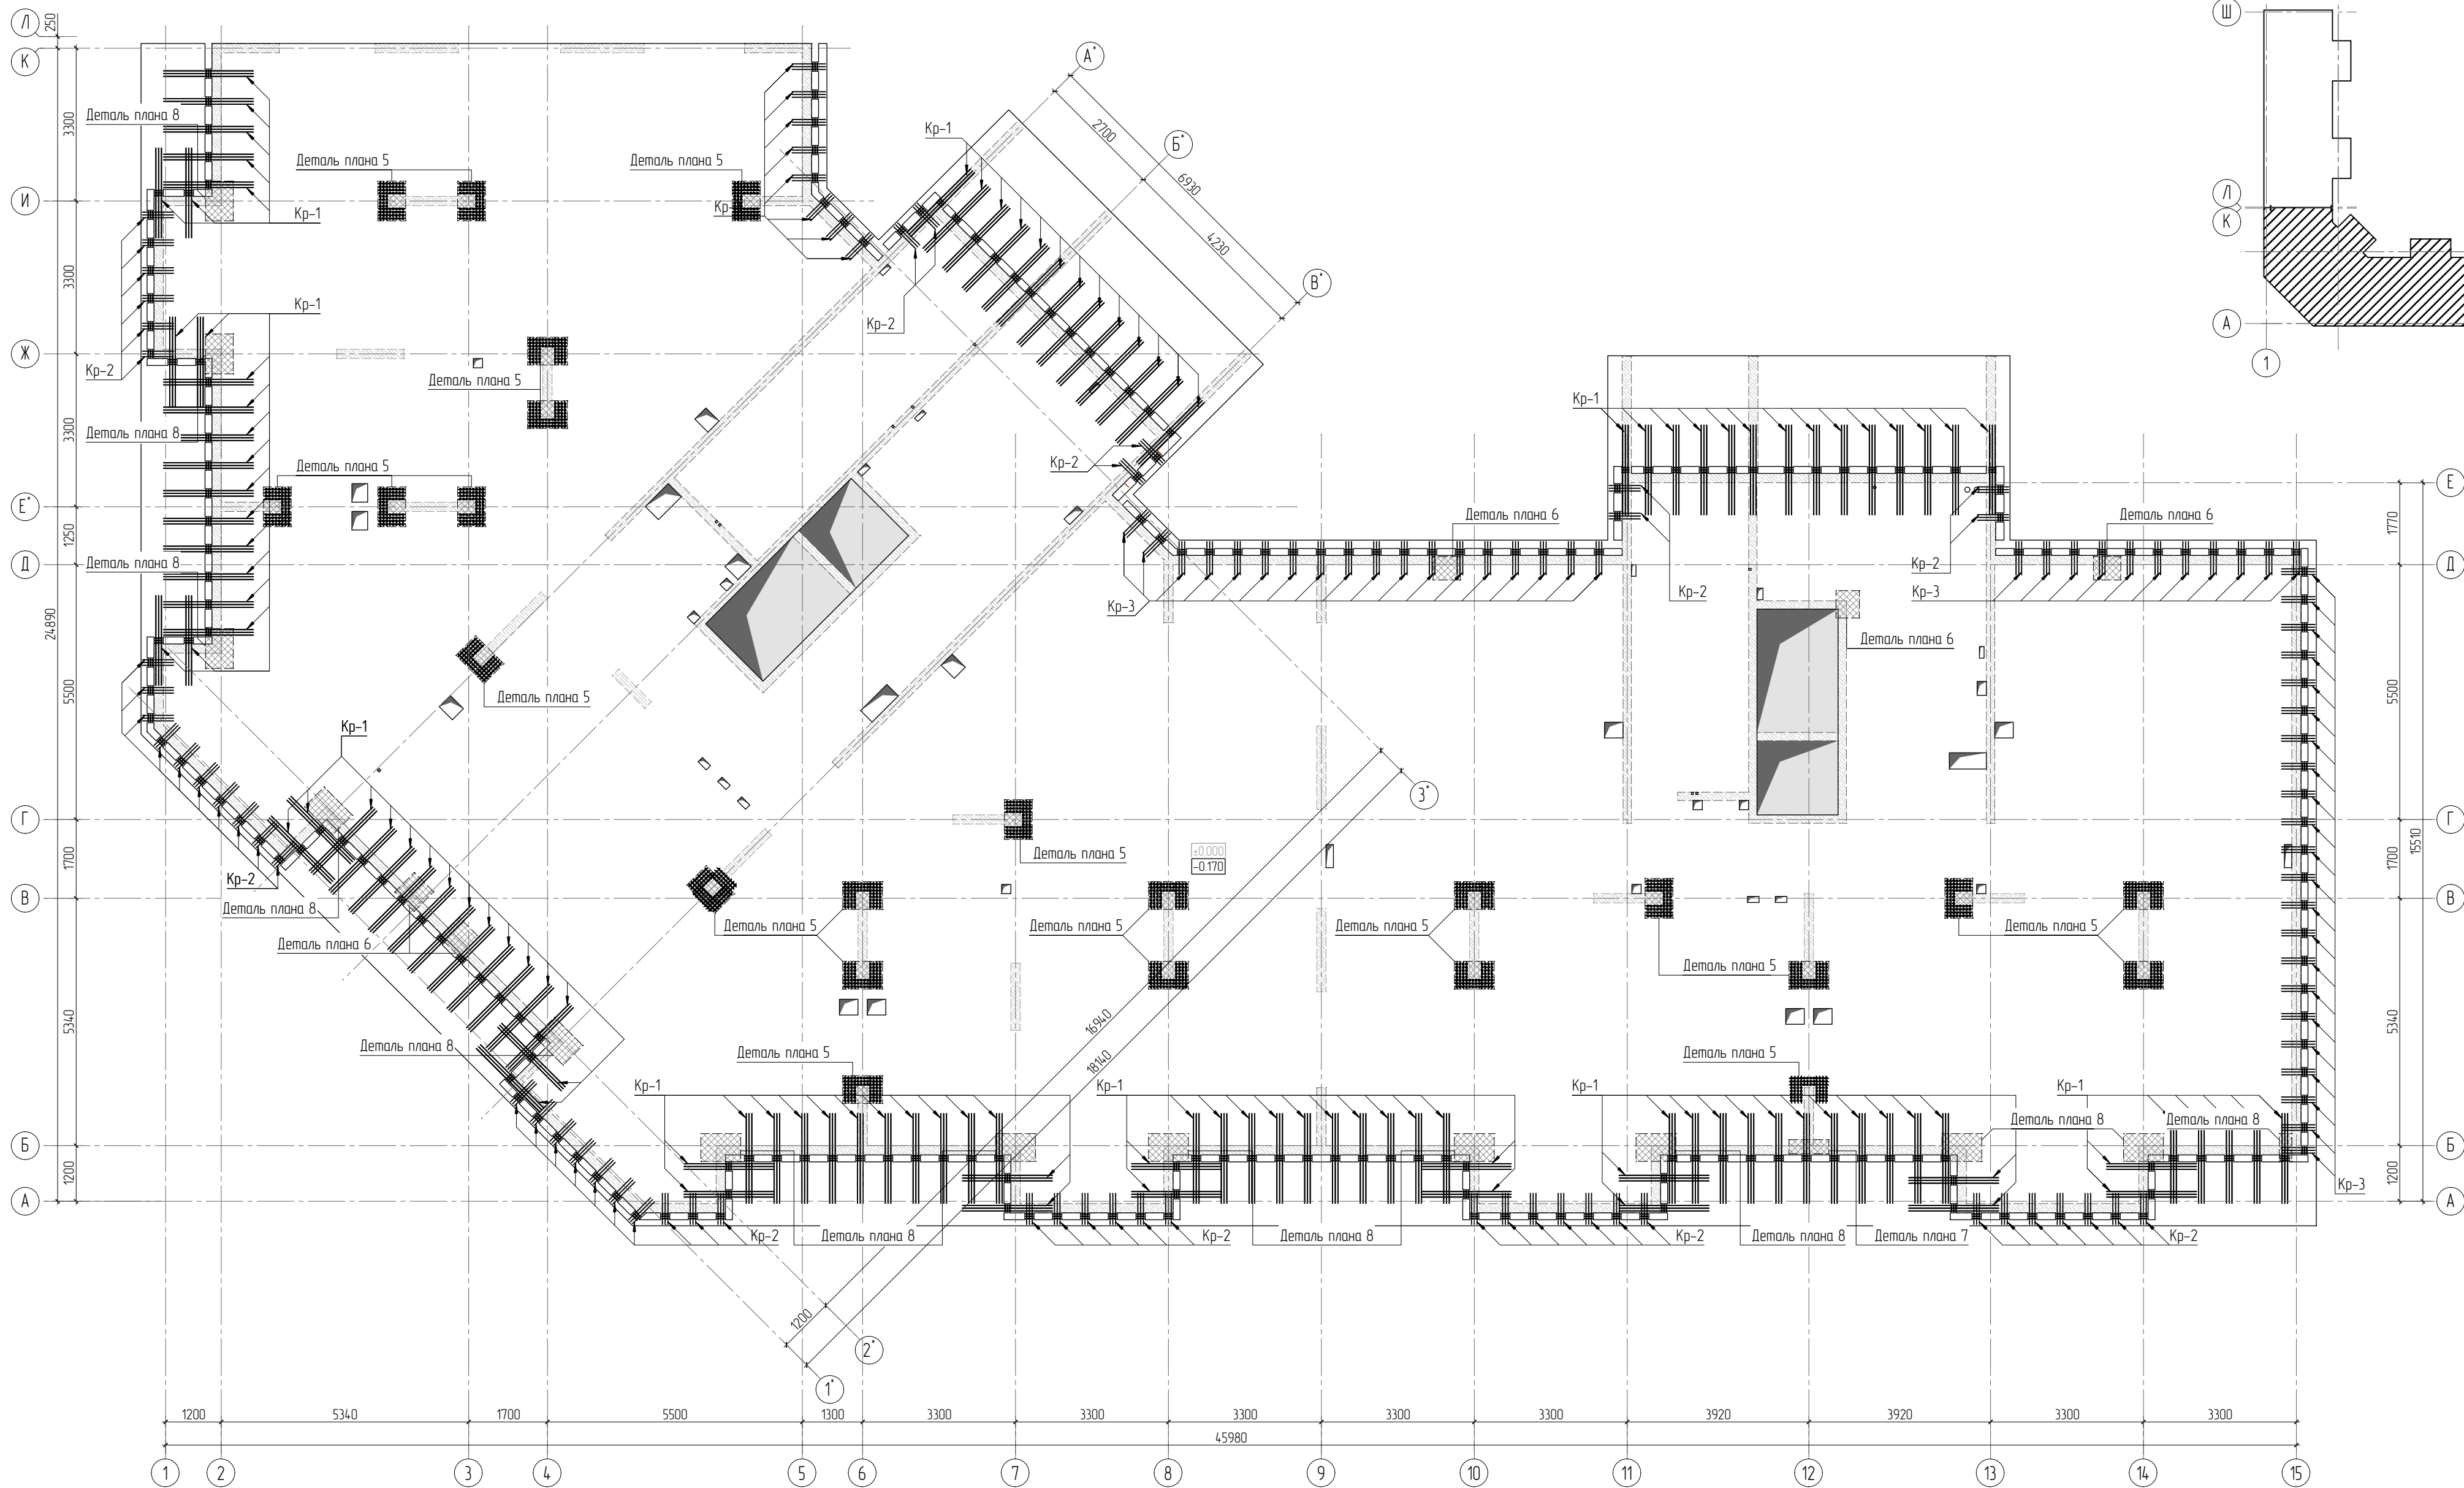 Л
250
К
3300
И
3300
Ж
3300
Е*
1250
Д
24890
5500
Г
1700
В
5340
Б
1200
А
Деталь плана 8
Деталь плана 5
Деталь плана 5
Кр-1
Кр-1
Кр-2
Деталь плана 5
Деталь плана 8
Деталь плана 5
Деталь плана 8
Деталь плана 5
Кр-1
Кр-2
Деталь плана 8
Деталь плана 6
Деталь плана 8
Кр-1
Кр-2
Кр-2
А*
Б*
В*
2700
6930
4230
Кр-1
Кр-2
Кр-3
Деталь плана 6
Кр-2
Кр-2
Кр-3
Деталь плана 6
Деталь плана 6
Деталь плана 5
±0.000
-0.170
3*
Деталь плана 5
Деталь плана 5
Деталь плана 5
Деталь плана 5
Деталь плана 5
Деталь плана 5
Деталь плана 5
16940
18140
1200
2*
1*
Кр-1
Кр-1
Кр-1
Кр-1
Деталь плана 8
Деталь плана 8
Кр-3
Кр-2
Деталь плана 8
Кр-2
Деталь плана 8
Кр-2
Деталь плана 8
Деталь плана 7
Кр-2
Е
1770
Д
5500
15510
Г
1700
В
5340
Б
1200
А
Ш
Л
К
А
1
1200
5340
1700
5500
1300
3300
3300
3300
3300
3300
3920
3920
3300
3300
45980
1
2
3
4
5
6
7
8
9
10
11
12
13
14
15